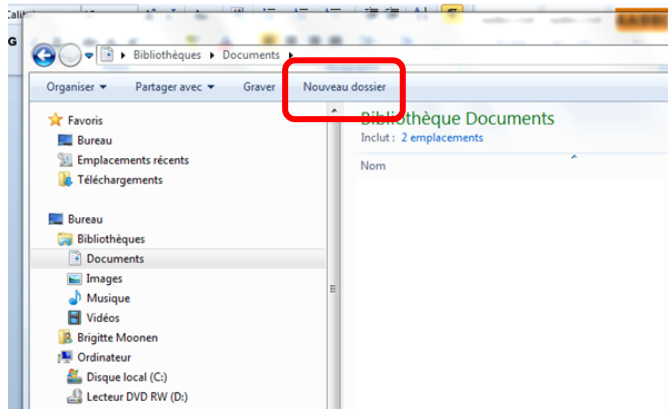 G
Bibliothèques Documents
Organiser Partager avec Graver Nouveau dossier
Favoris
Bureau
Emplacements récents
Téléchargements
Bureau
Bibliothèques
Documents
Images
Musique
Vidéos
Brigitte Moonen
Ordinateur
Disque local (C:)
Lecteur DVD RW (D:)
Bibliothèque Documents
Inclut : 2 emplacements
Nom